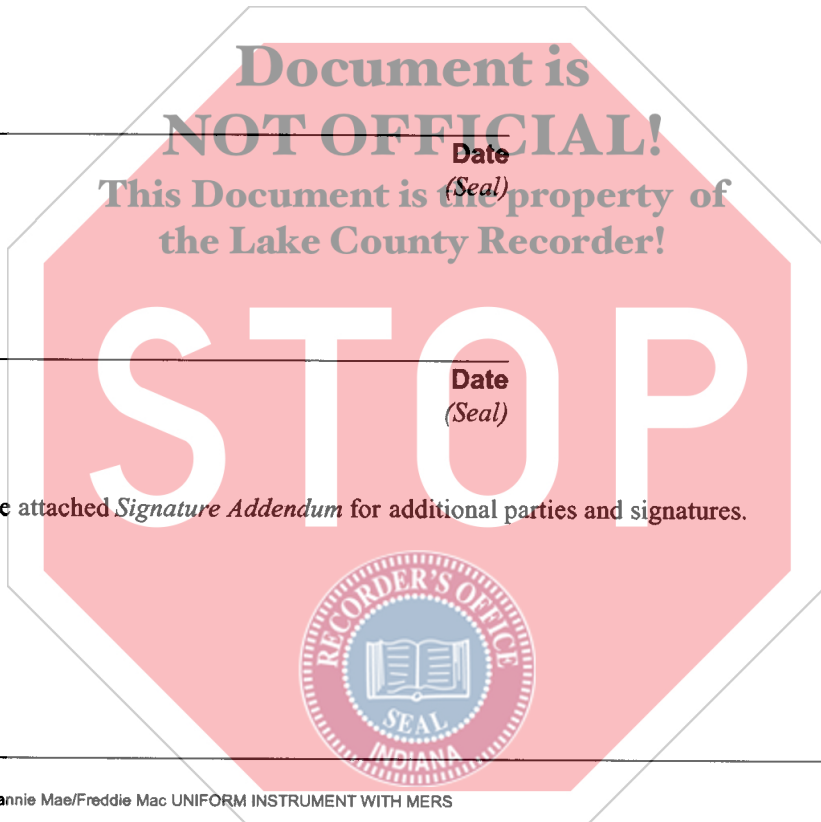 Document is
NOT OFFICIAL!
Date
This Document is the property of
(Seal)
the Lake County Recorder!
STOP
Date
(Seal)
attached Signature Addendum for additional parties and signatures.
RECORDER'S OFFICE
SEAL
INDIANA
Mae/Freddie Mac UNIFORM INSTRUMENT WITH MERS